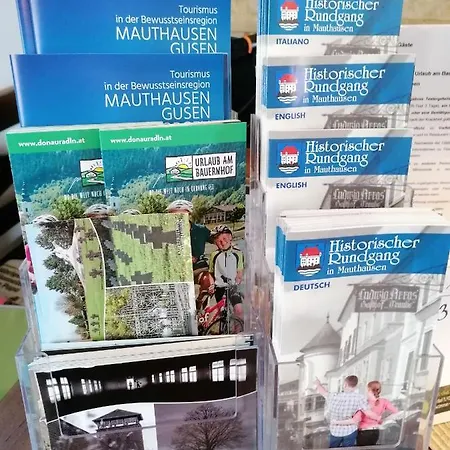 Tourismus
in der Bewusstseinsregion
MAUTHAUSEN
GUSEN
Tourismus
in der Bewusstseinsregion
MAUTHAUSEN
GUSEN
www.donauradln.at
www.donauradln.at
URLAUB AM
BAUERNHOF
Historischer
Rundgang
in Mauthausen
ITALIANO
Historischer
Rundgang
in Mauthausen
ENGLISH
Historischer
Rundgang
in Mauthausen
ENGLISH
Historischer
Rundgang
in Mauthausen
DEUTSCH